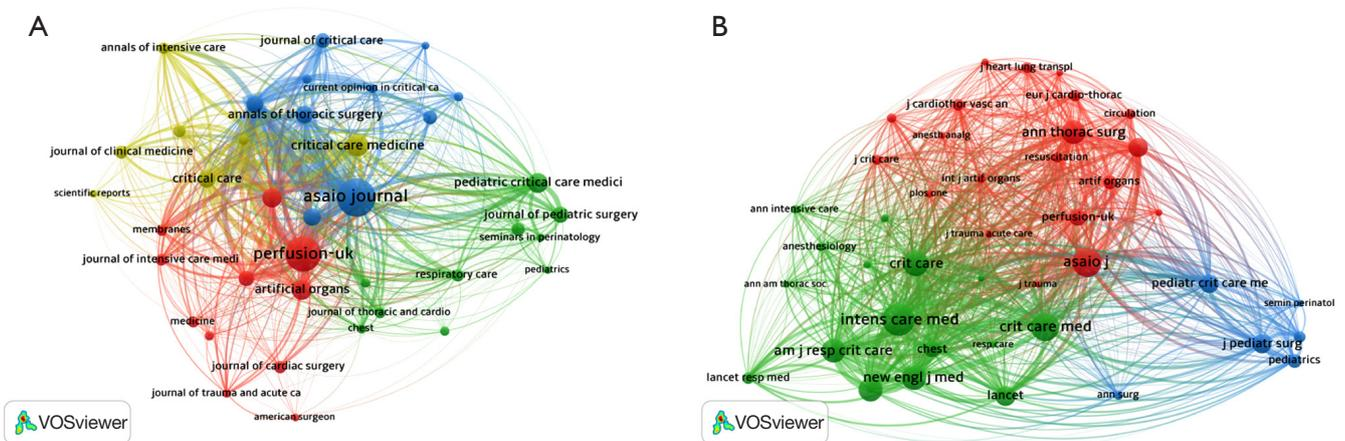 A
annals of intensive care
journal of critical care
current opinion in critical ca
annals of thoracic surgery
critical care medicine
journal of clinical medicine
critical care
scientific reports
asaio journal
pediatric critical care medici
journal of pediatric surgery
seminars in perinatology
membranes
journal of intensive care medi
perfusion-uk
pediatrics
respiratory care
artificial organs
journal of thoracic and cardio
chest
medicine
journal of cardiac surgery
journal of trauma and acute ca
american surgeon
VOSviewer
B
j heart lung transpl
eur j cardio-thorac
j cardiothor vasc an
circulation
anesth analg
ann thorac surg
j crit care
resuscitation
int j artif organs
artif organs
plos one
ann intensive care
perfusion-uk
j trauma acute care
anesthesiology
crit care
asaio j
ann am thorac soc
j trauma
pediatr crit care me
semin perinatol
intens care med
crit care med
resp care
j pediatr surg
am j resp crit care
chest
pediatrics
lancet resp med
new engl j med
lancet
ann surg
VOSviewer